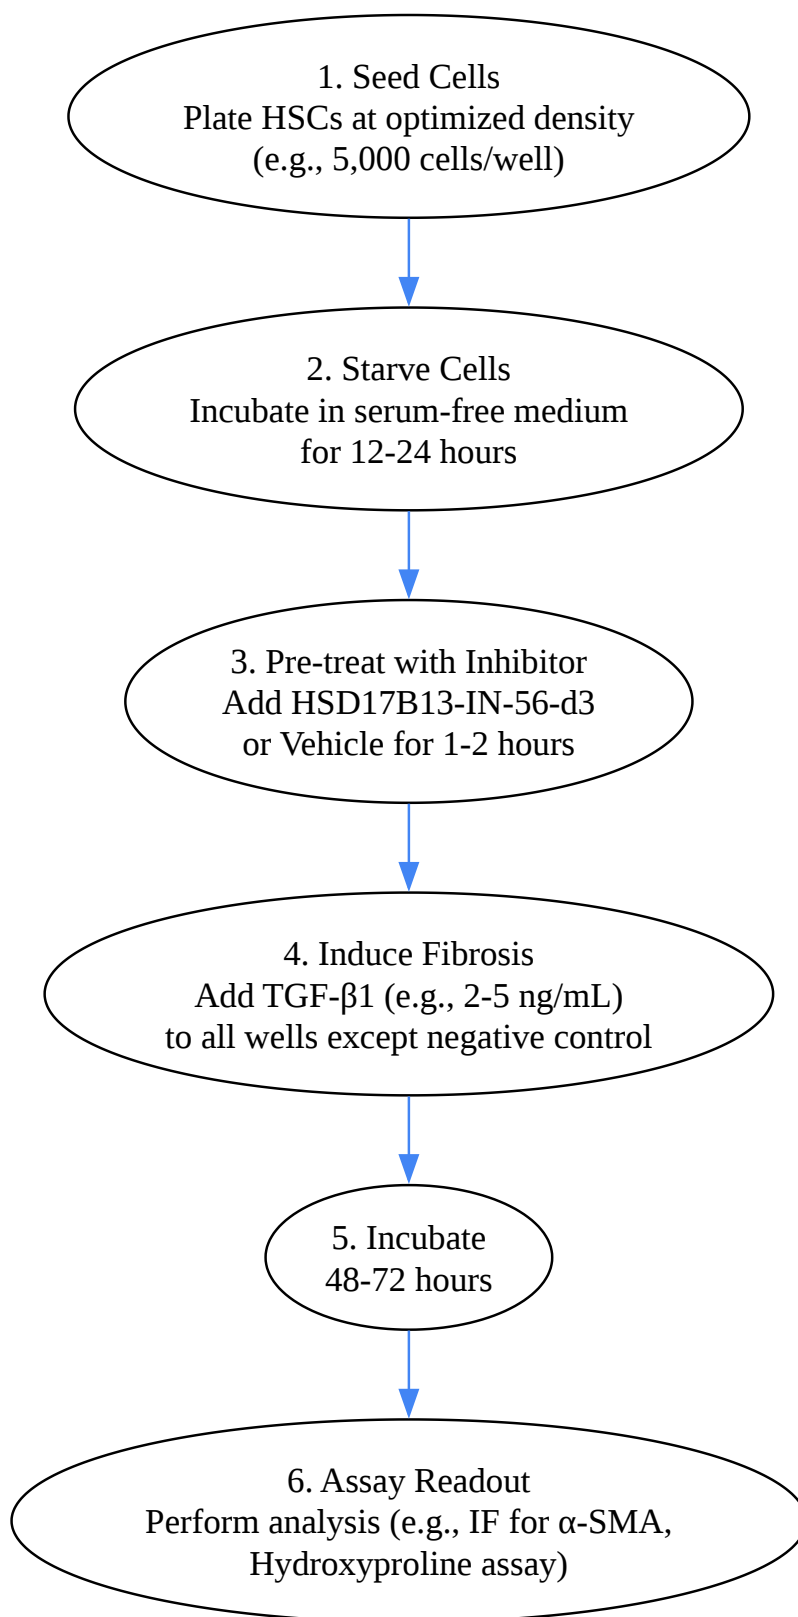 1. Seed Cells
Plate HSCs at optimized density
(e.g., 5,000 cells/well)
2. Starve Cells
Incubate in serum-free medium
for 12-24 hours
3. Pre-treat with Inhibitor
Add HSD17B13-IN-56-d3
or Vehicle for 1-2 hours
4. Induce Fibrosis
Add TGF-β1 (e.g., 2-5 ng/mL)
to all wells except negative control
5. Incubate
48-72 hours
6. Assay Readout
Perform analysis (e.g., IF for α-SMA,
Hydroxyproline assay)